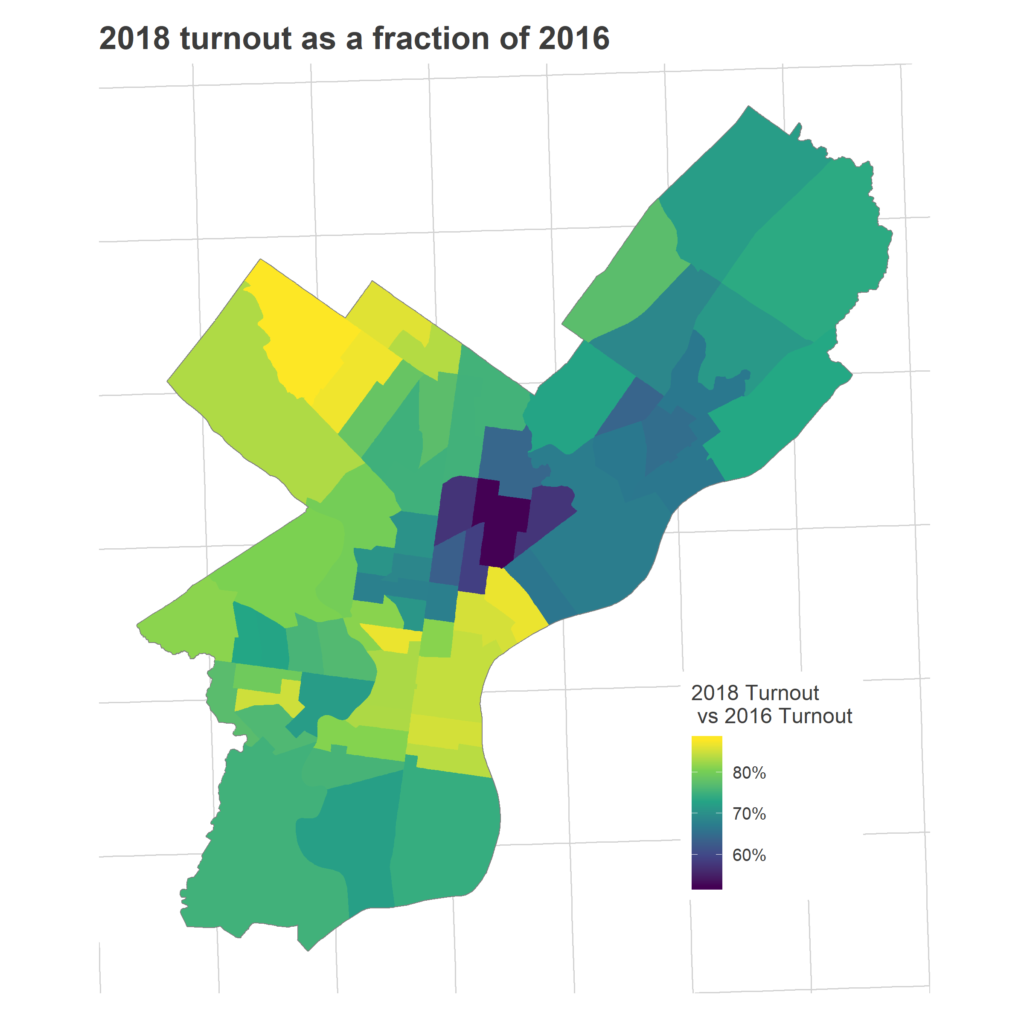 2018 turnout as a fraction of 2016
2018 Turnout
vs 2016 Turnout
80%
70%
60%